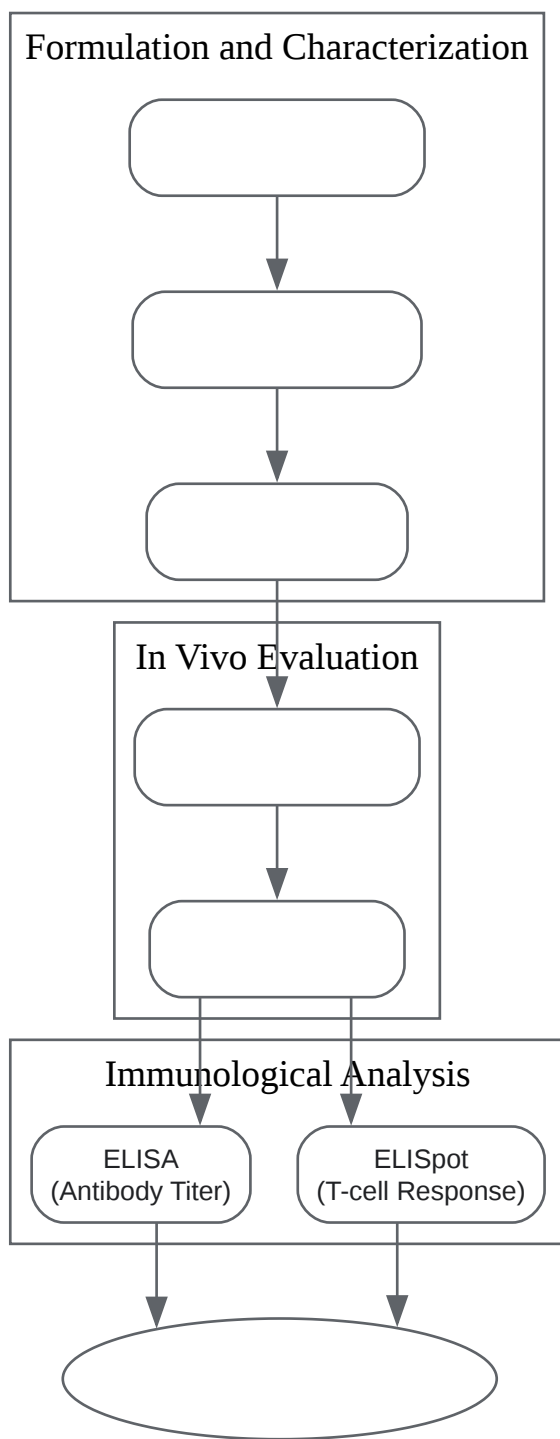 Formulation and Characterization
In Vivo Evaluation
Immunological Analysis
ELISA
(Antibody Titer)
ELISpot
(T-cell Response)